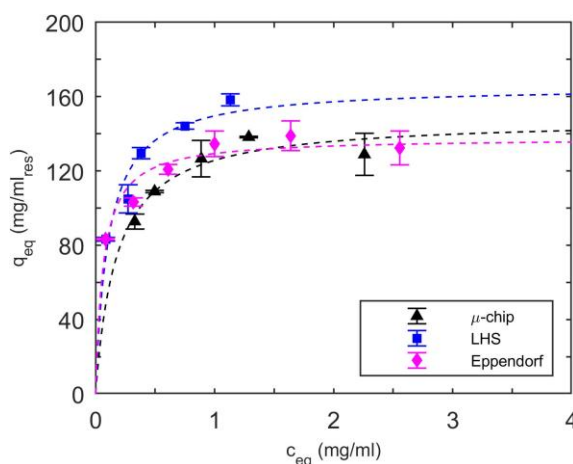 200
160
120
80
40
0
q_eq (mg/ml_res)
0
1
2
3
4
c_eq (mg/ml)
μ-chip
LHS
Eppendorf